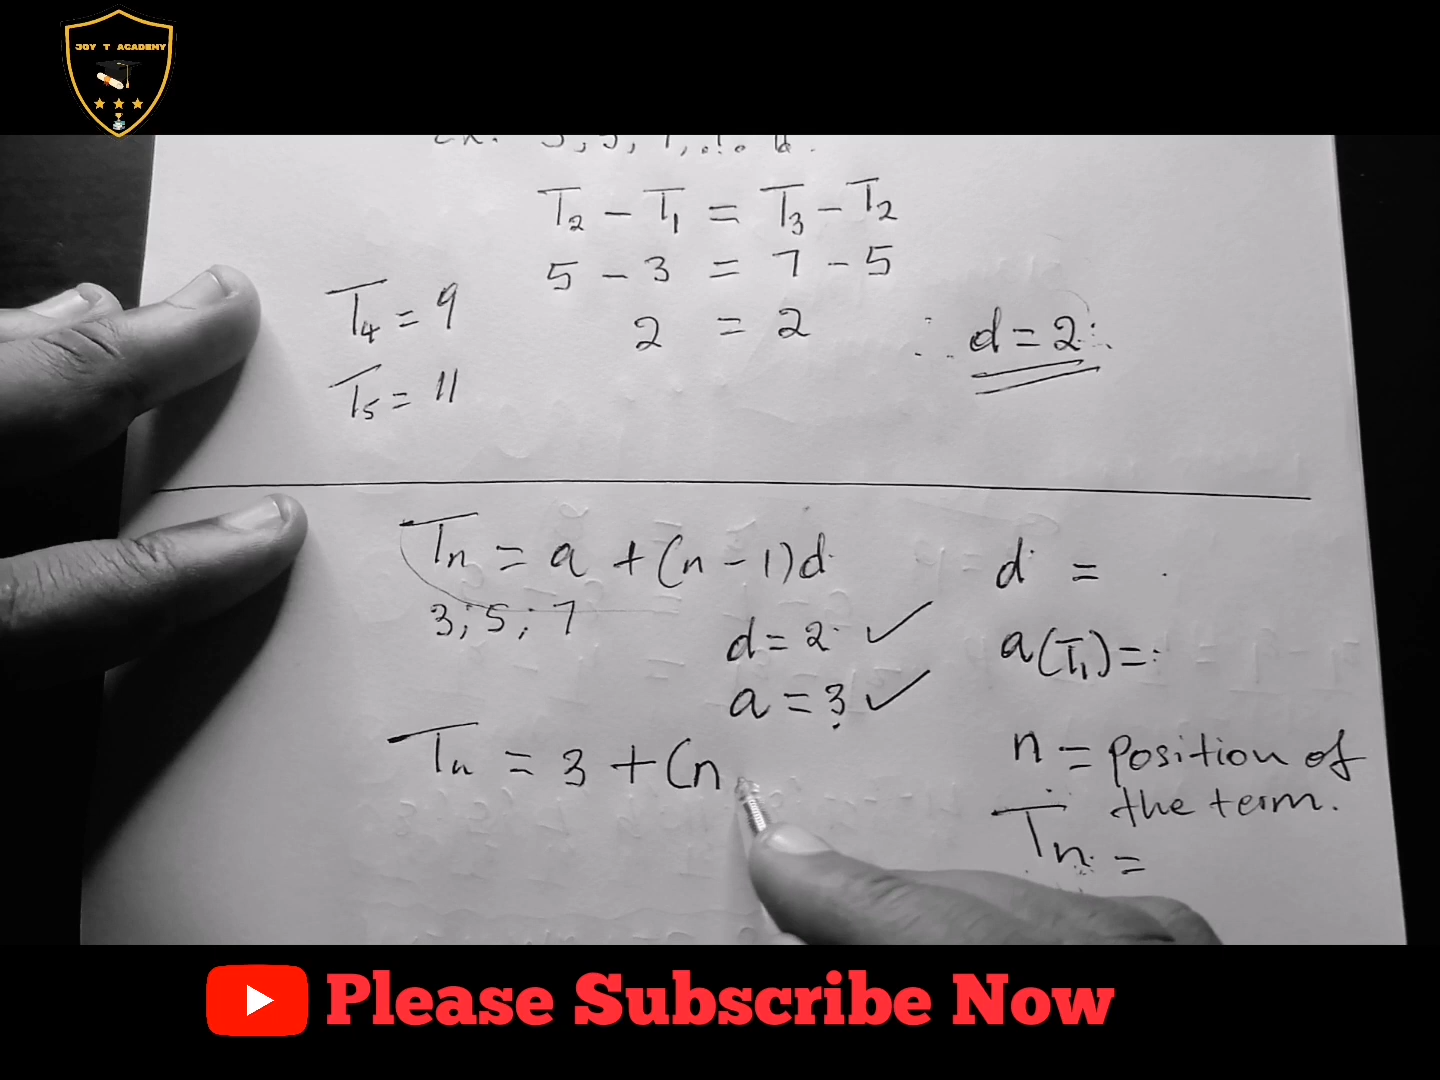 JOY T ACADEMY
T₂ - T₁ = T₃ - T₂
5 - 3 = 7 - 5
2 = 2
∴ d = 2
T₄ = 9
T₅ = 11
Tn = a + (n - 1)d
3; 5; 7
d = 2 ✓
a = 3 ✓
Tn = 3 + (n
d =
a(T₁) =
n = position of
the term.
Tn =
Please Subscribe Now